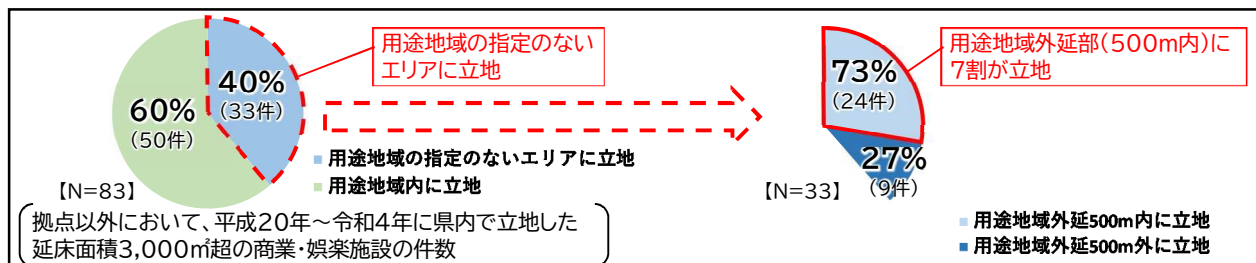 用途地域の指定のない
エリアに立地
40%
(33件)
60%
(50件)
用途地域の指定のないエリアに立地
用途地域内に立地
【N=83】
拠点以外において、平成20年~令和4年に県内で立地した
延床面積3,000㎡超の商業・娯楽施設の件数
用途地域外延部(500m内)に
7割が立地
73%
(24件)
27%
(9件)
【N=33】
用途地域外延500m内に立地
用途地域外延500m外に立地